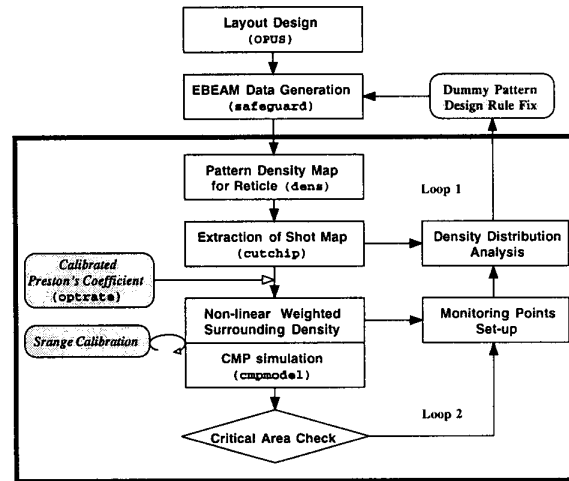 Layout Design
(OPUS)
EBEAM Data Generation
(safeguard)
Dummy Pattern
Design Rule Fix
Pattern Density Map
for Reticle (dens)
Loop 1
Extraction of Shot Map
(cutchip)
Density Distribution
Analysis
Calibrated
Preston's Coefficient
(optrate)
Non-linear Weighted
Surrounding Density
Monitoring Points
Set-up
Srange Calibration
CMP simulation
(cmpmodel)
Loop 2
Critical Area Check